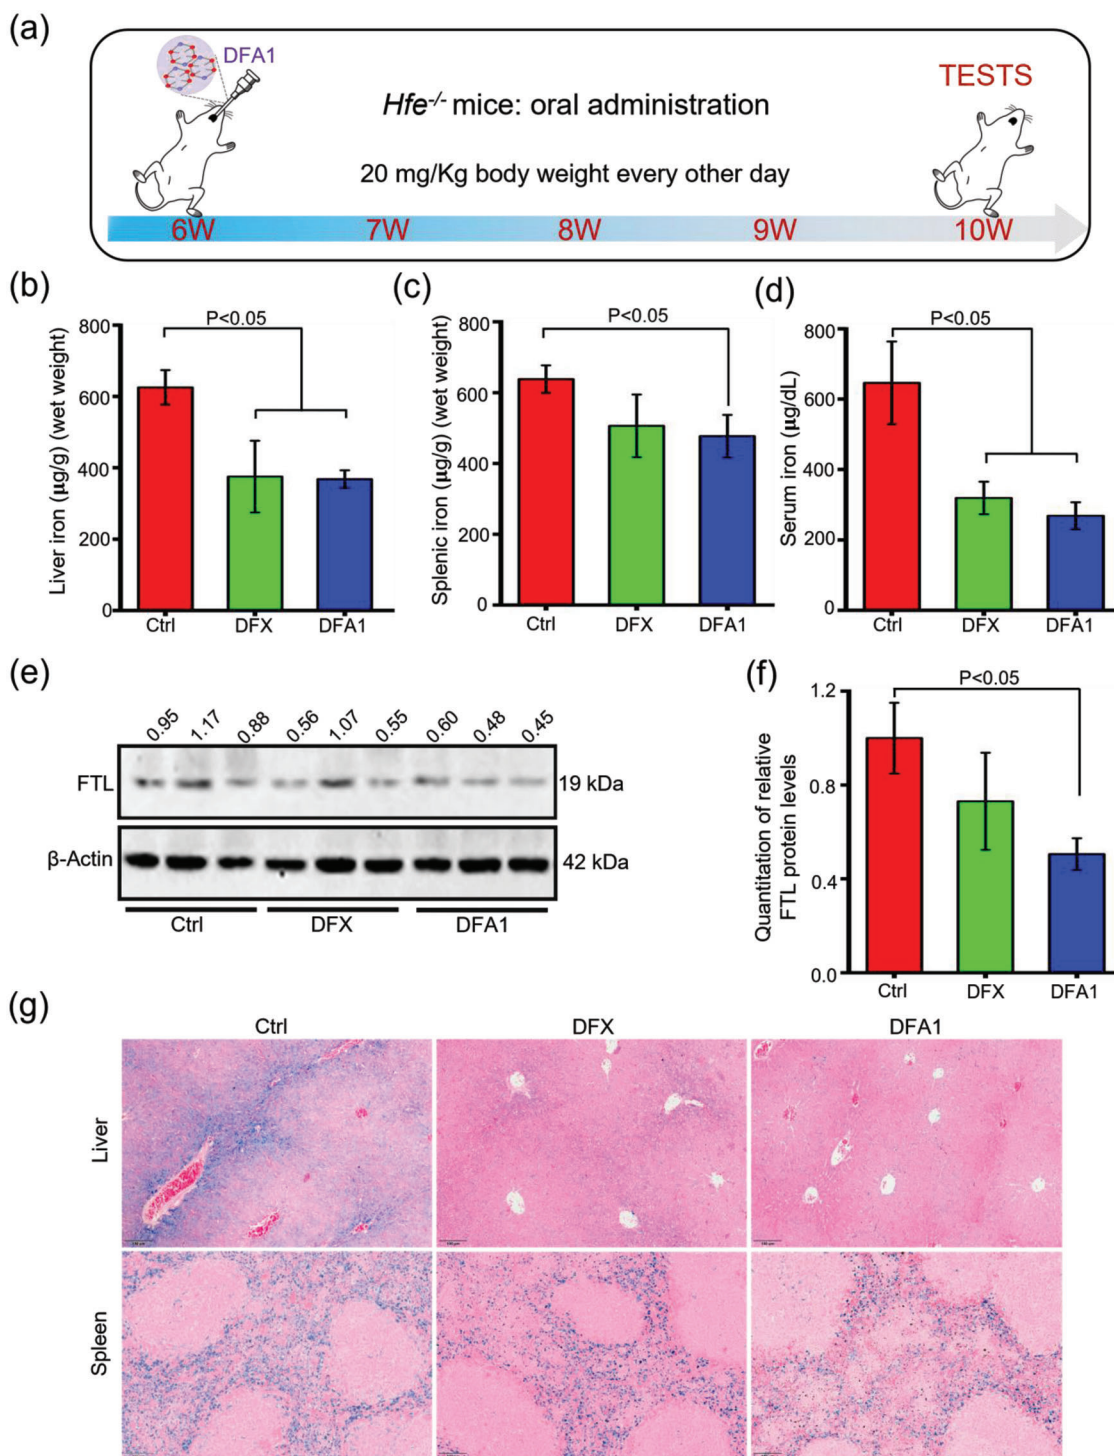 (a)
DFA1
Hfe-/- mice: oral administration
TESTS
20 mg/Kg body weight every other day
6W 7W 8W 9W 10W
(b)
Liver iron (μg/g) (wet weight)
800
600
400
200
0
P<0.05
Ctrl DFX DFA1
(c)
Splenic iron (μg/g) (wet weight)
800
600
400
200
0
P<0.05
Ctrl DFX DFA1
(d)
Serum iron (μg/dL)
800
600
400
200
0
P<0.05
Ctrl DFX DFA1
(e)
0.95 1.17 0.88 0.56 1.07 0.55 0.60 0.48 0.45
FTL 19 kDa
β-Actin 42 kDa
Ctrl DFX DFA1
(f)
Quantitation of relative
FTL protein levels
1.2
0.8
0.4
0.0
P<0.05
Ctrl DFX DFA1
(g)
Ctrl DFX DFA1
Liver
Spleen